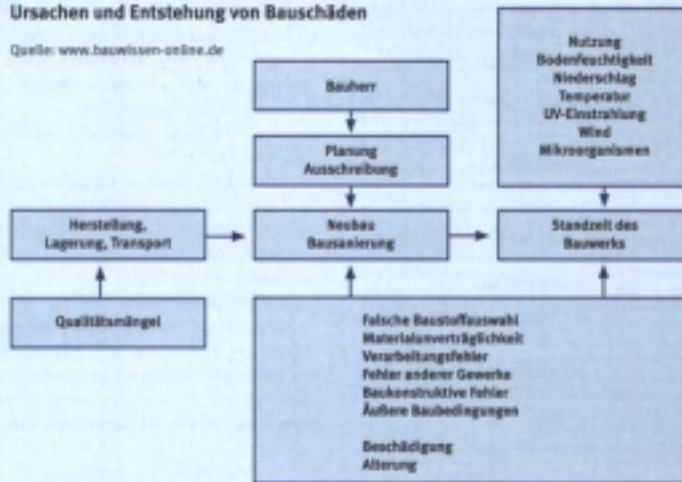 Ursachen und Entstehung von Bauschäden
Quelle: www.bauwissen-online.de
Bauherr
Planung
Ausschreibung
Nutzung
Bodenfeuchtigkeit
Niederschlag
Temperatur
UV-Einstrahlung
Wind
Mikroorganismen
Herstellung,
Lagerung, Transport
Neubau
Bausanierung
Standzeit des
Bauwerks
Qualitätsmängel
Falsche Baustoffauswahl
Materialunverträglichkeit
Verarbeitungsfehler
Fehler anderer Gewerke
Baukonstruktive Fehler
Äußere Baubedingungen
Beschädigung
Alterung